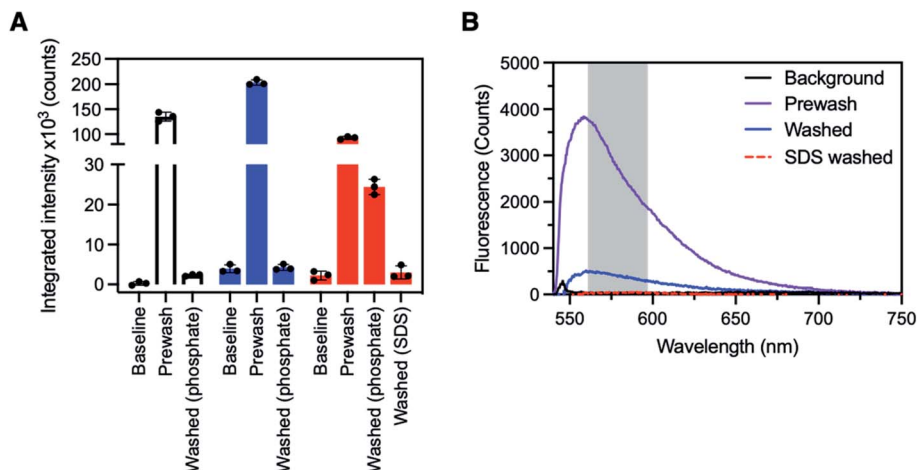 A
Integrated intensity x10³ (counts)
250
200
150
100
30
20
10
0
Baseline
Prewash
Washed (phosphate)
Baseline
Prewash
Washed (phosphate)
Baseline
Prewash
Washed (phosphate)
Washed (SDS)
B
Fluorescence (Counts)
5000
4000
3000
2000
1000
0
550
600
650
700
750
Wavelength (nm)
Background
Prewash
Washed
SDS washed